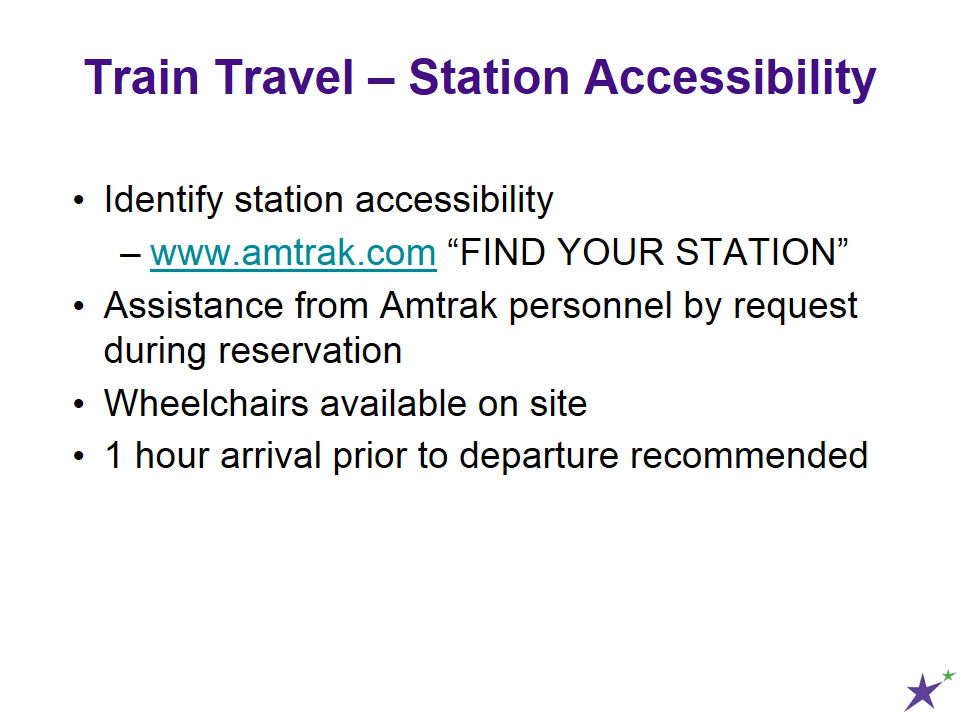 Train Travel – Station Accessibility
• Identify station accessibility
– www.amtrak.com “FIND YOUR STATION”
• Assistance from Amtrak personnel by request
during reservation
• Wheelchairs available on site
• 1 hour arrival prior to departure recommended